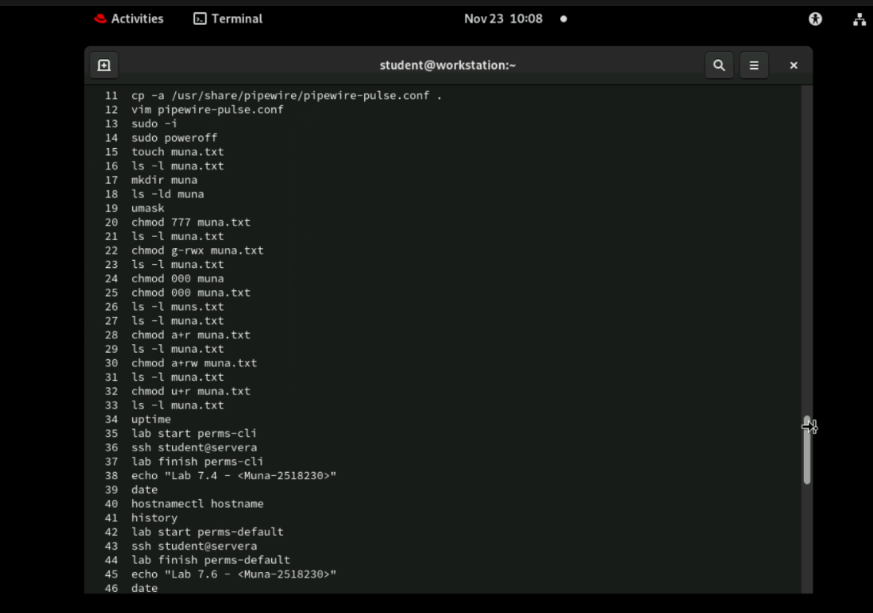 Activities Terminal Nov 23 10:08
student@workstation:~
11 cp -a /usr/share/pipewire/pipewire-pulse.conf .
12 vim pipewire-pulse.conf
13 sudo -i
14 sudo poweroff
15 touch muna.txt
16 ls -l muna.txt
17 mkdir muna
18 ls -ld muna
19 umask
20 chmod 777 muna.txt
21 ls -l muna.txt
22 chmod g-rwx muna.txt
23 ls -l muna.txt
24 chmod 000 muna
25 chmod 000 muna.txt
26 ls -l muns.txt
27 ls -l muna.txt
28 chmod a+r muna.txt
29 ls -l muna.txt
30 chmod a+rw muna.txt
31 ls -l muna.txt
32 chmod u+r muna.txt
33 ls -l muna.txt
34 uptime
35 lab start perms-cli
36 ssh student@servera
37 lab finish perms-cli
38 echo "Lab 7.4 - <Muna-2518230>"
39 date
40 hostnamectl hostname
41 history
42 lab start perms-default
43 ssh student@servera
44 lab finish perms-default
45 echo "Lab 7.6 - <Muna-2518230>"
46 date